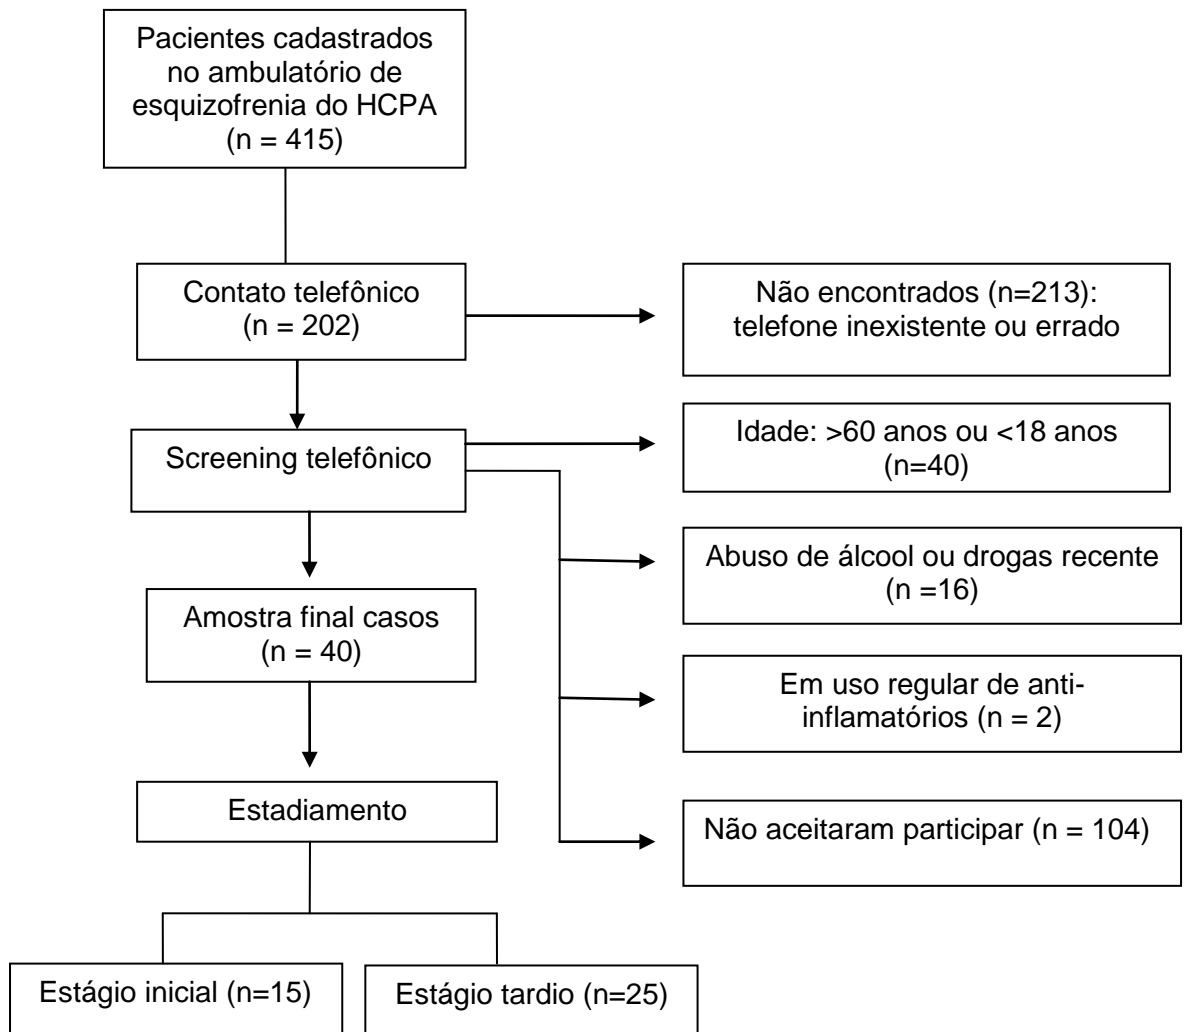 Pacientes cadastrados
no ambulatório de
esquizofrenia do HCPA
(n = 415)
Contato telefônico
(n = 202)
Não encontrados (n=213):
telefone inexistente ou errado
Screening telefônico
Idade: >60 anos ou <18 anos
(n=40)
Abuso de álcool ou drogas recente
(n =16)
Amostra final casos
(n = 40)
Em uso regular de anti-
inflamatórios (n = 2)
Estadiamento
Não aceitaram participar (n = 104)
Estágio inicial (n=15)
Estágio tardio (n=25)